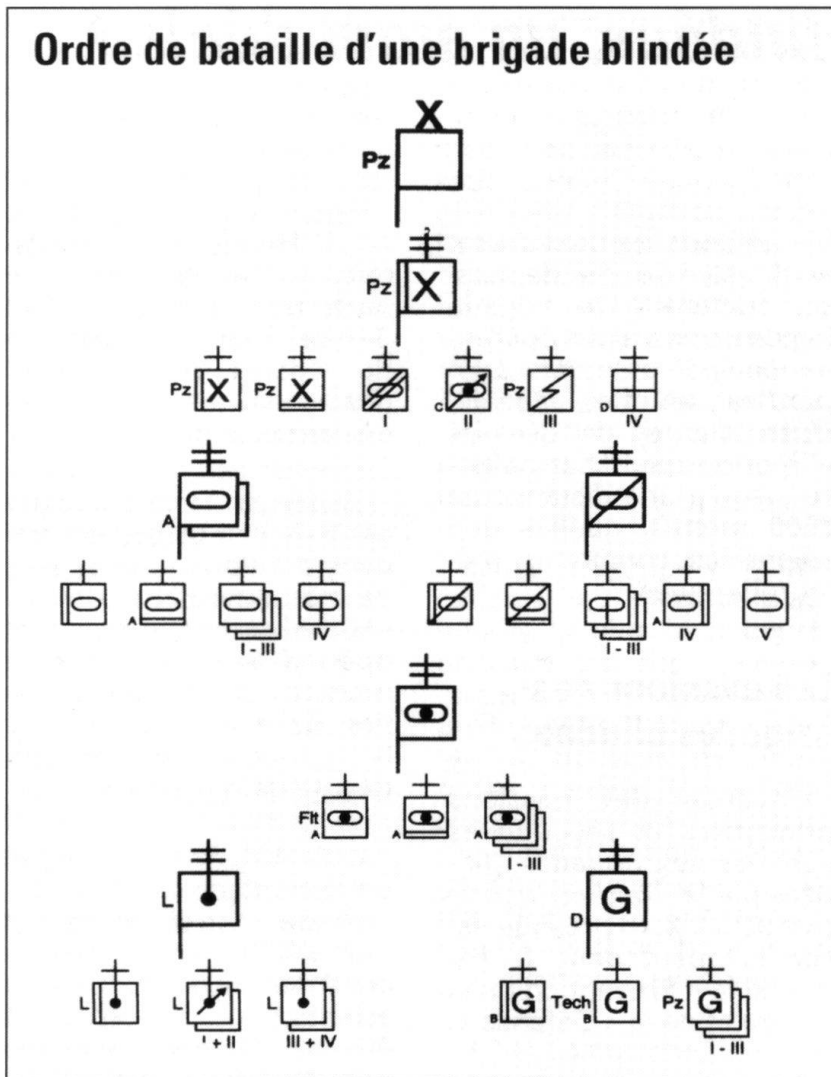 Ordre de bataille d'une brigade blindée
X
Pz
2
Pz X
Pz X Pz X I C II Pz III D IV
A
A I - III IV I - III A IV V
Flt A A A I - III
L D G
L L I + II L III + IV G B Tech G B Pz G I - III